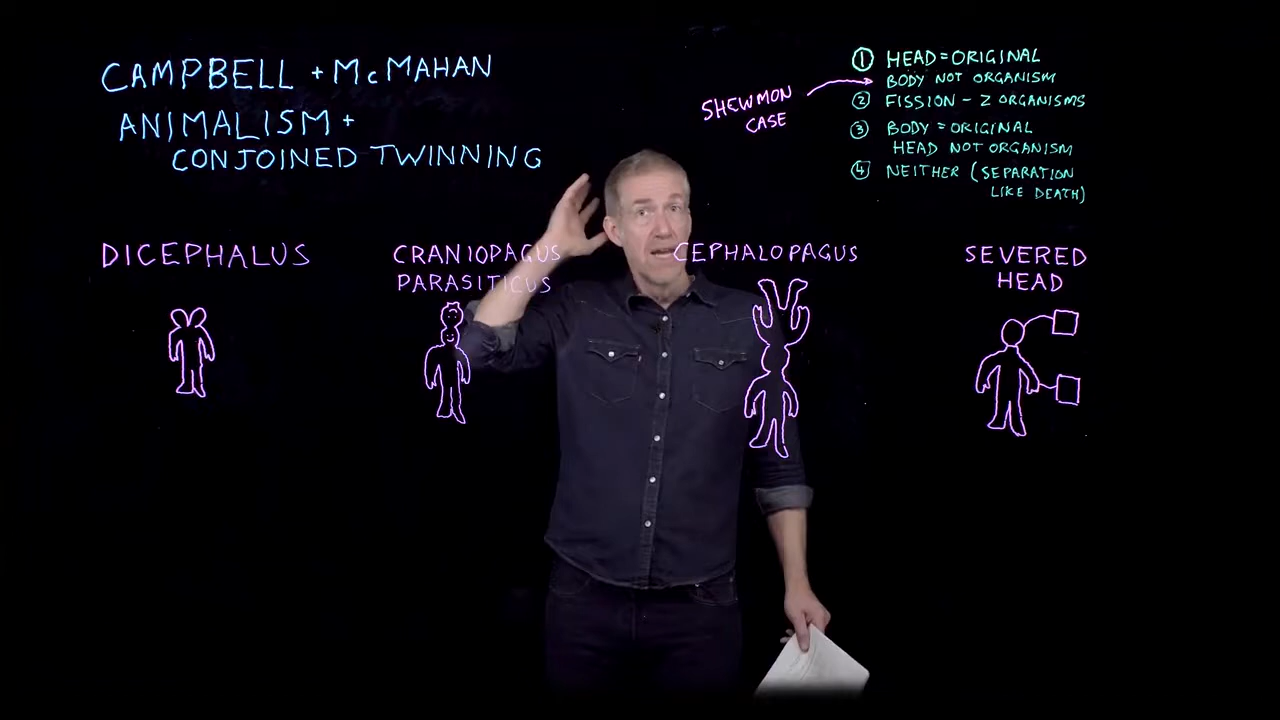 CAMPBELL + McMAHAN
ANIMALISM +
CONJOINED TWINNING
SHEWMON
CASE
① HEAD = ORIGINAL
BODY NOT ORGANISM
② FISSION - 2 ORGANISMS
③ BODY = ORIGINAL
HEAD NOT ORGANISM
④ NEITHER (SEPARATION
LIKE DEATH)
DICEPHALUS
CRANIOPAGUS
PARASITICUS
CEPHALOPAGUS
SEVERED
HEAD